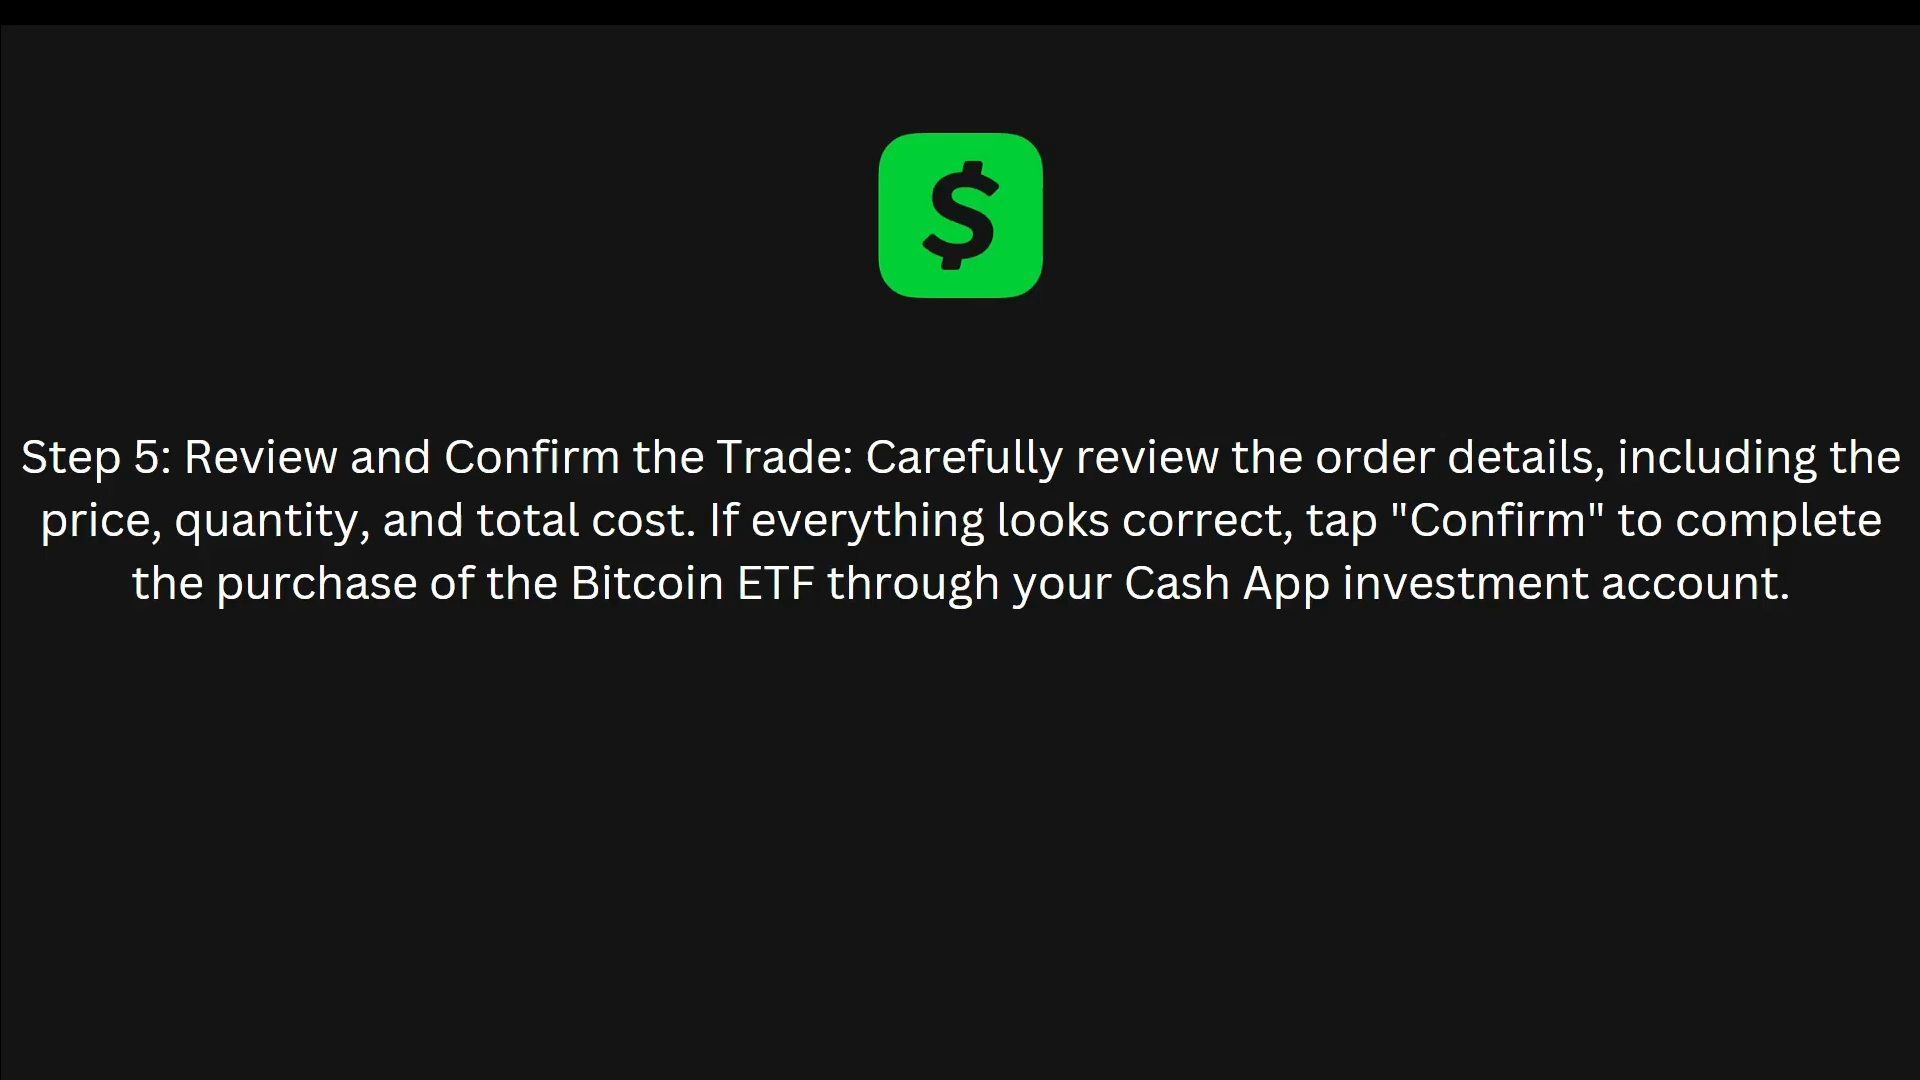 $
Step 5: Review and Confirm the Trade: Carefully review the order details, including the
price, quantity, and total cost. If everything looks correct, tap "Confirm" to complete
the purchase of the Bitcoin ETF through your Cash App investment account.